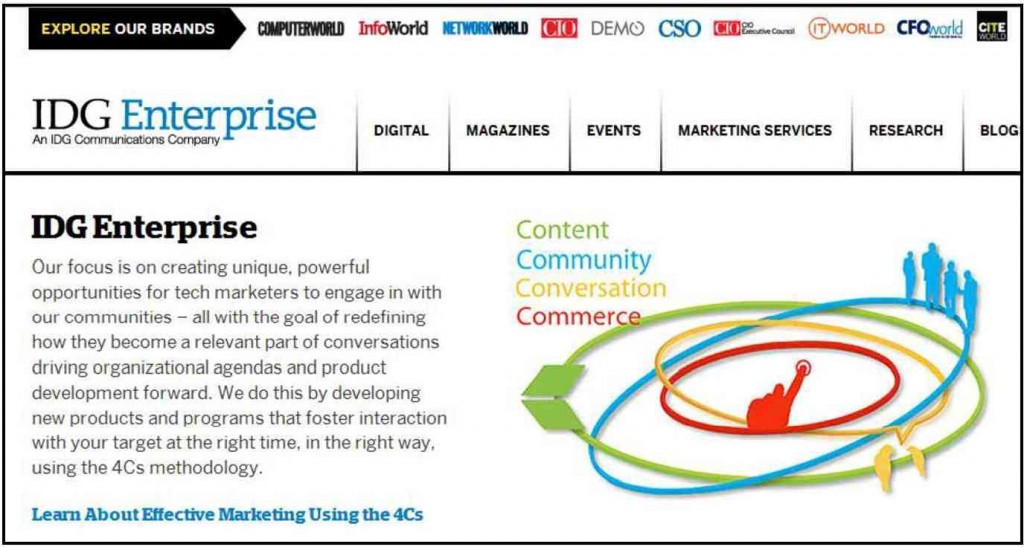 EXPLORE OUR BRANDS COMPUTERWORLD InfoWorld NETWORKWORLD CIO DEMO CSO CIO CIO Executive Council ITWORLD CFOworld CITE WORLD
IDG Enterprise
An IDG Communications Company
DIGITAL MAGAZINES EVENTS MARKETING SERVICES RESEARCH BLOG
IDG Enterprise
Our focus is on creating unique, powerful
opportunities for tech marketers to engage in with
our communities – all with the goal of redefining
how they become a relevant part of conversations
driving organizational agendas and product
development forward. We do this by developing
new products and programs that foster interaction
with your target at the right time, in the right way,
using the 4Cs methodology.
Learn About Effective Marketing Using the 4Cs
Content
Community
Conversation
Commerce